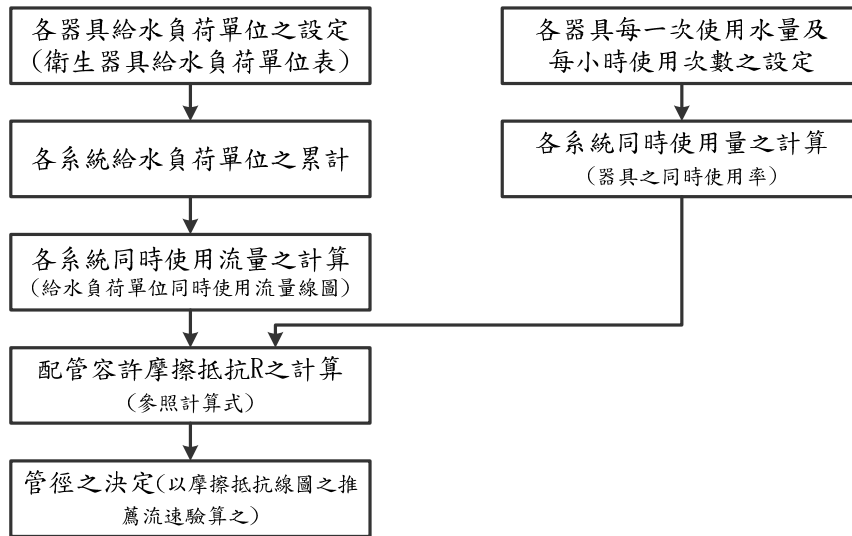 各器具給水負荷單位之設定
(衛生器具給水負荷單位表)
各系統給水負荷單位之累計
各系統同時使用流量之計算
(給水負荷單位同時使用流量線圖)
各器具每一次使用水量及
每小時使用次數之設定
各系統同時使用量之計算
(器具之同時使用率)
配管容許摩擦抵抗R之計算
(參照計算式)
管徑之決定(以摩擦抵抗線圖之推
薦流速驗算之)